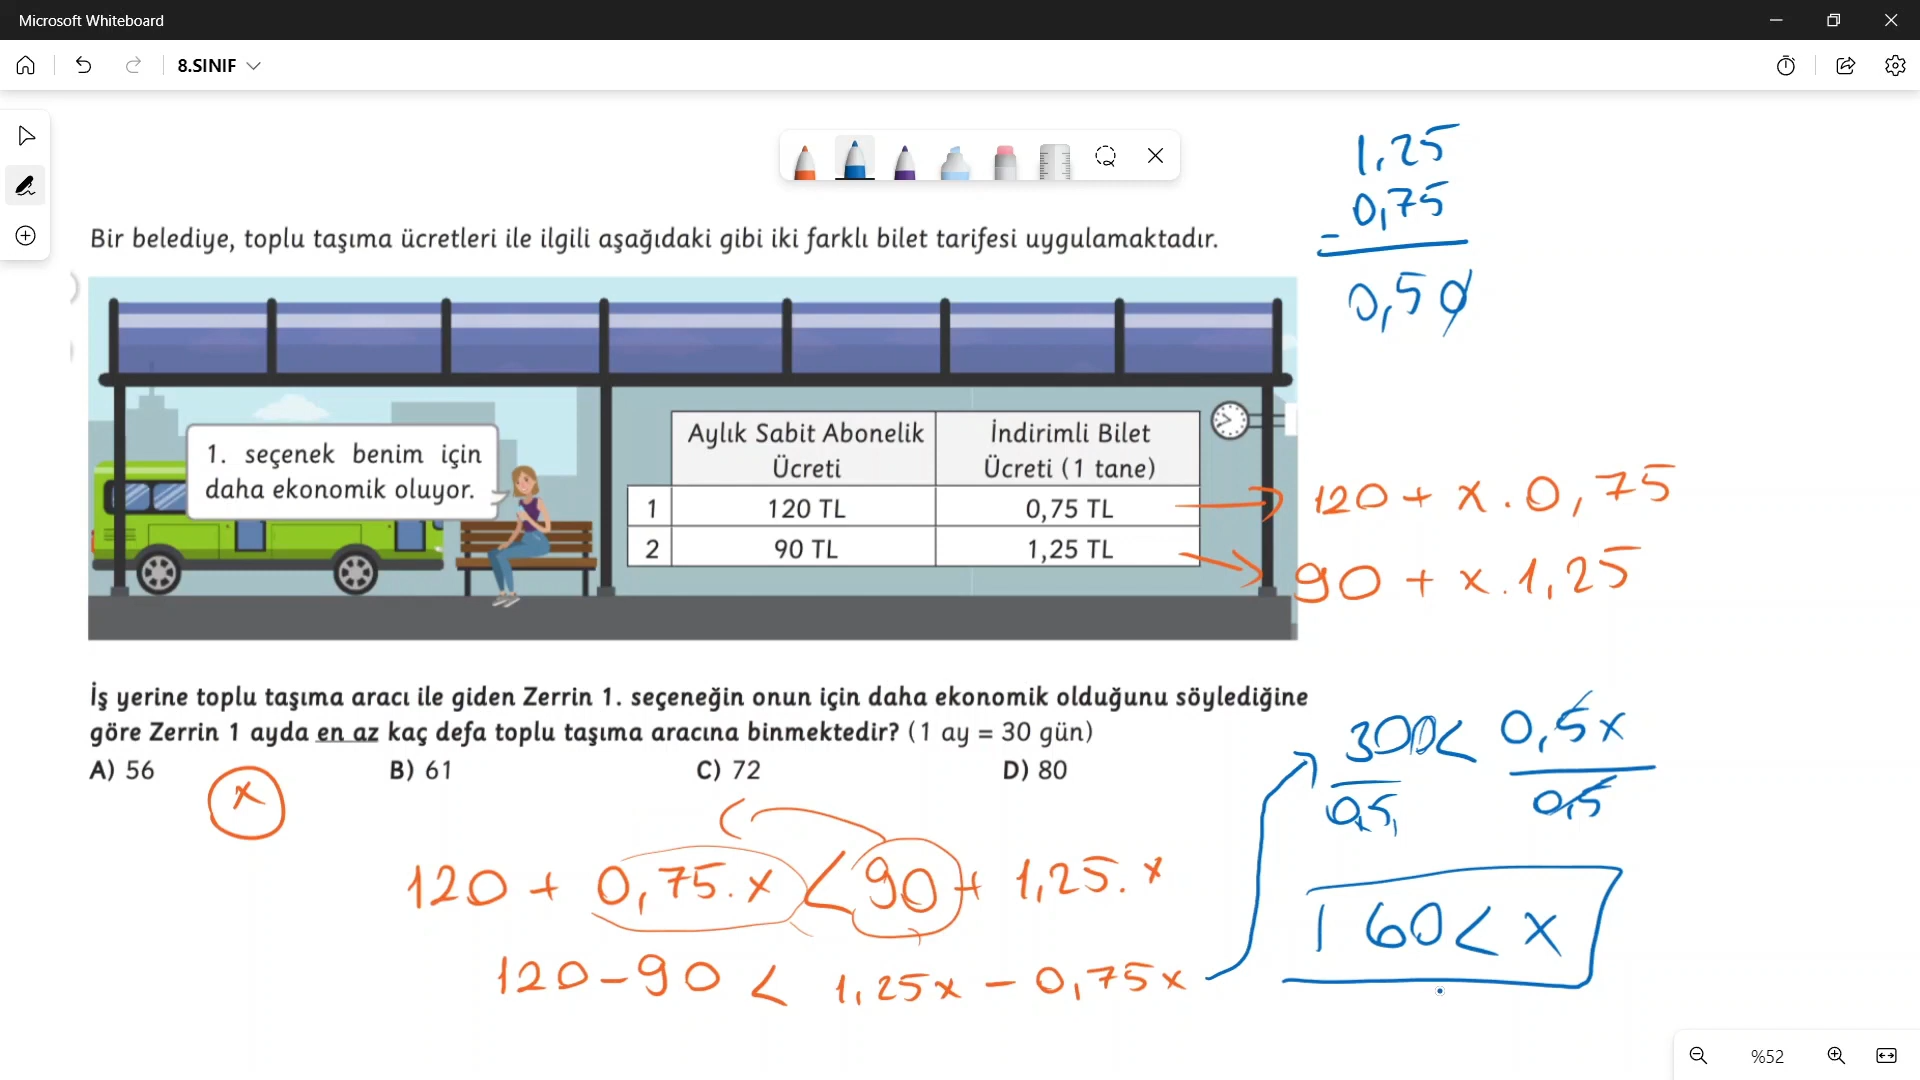 Microsoft Whiteboard
8.SINIF
1,25
0,75
-
0,50
Bir belediye, toplu taşıma ücretleri ile ilgili aşağıdaki gibi iki farklı bilet tarifesi uygulamaktadır.
1. seçenek benim için
daha ekonomik oluyor.
Aylık Sabit Abonelik Ücreti
İndirimli Bilet Ücreti (1 tane)
1 120 TL 0,75 TL
2 90 TL 1,25 TL
120 + x . 0,75
90 + x . 1,25
İş yerine toplu taşıma aracı ile giden Zerrin 1. seçeneğin onun için daha ekonomik olduğunu söylediğine
göre Zerrin 1 ayda en az kaç defa toplu taşıma aracına binmektedir? (1 ay = 30 gün)
A) 56 B) 61 C) 72 D) 80
x
120 + 0,75.x < 90 + 1,25.x
120 - 90 < 1,25x - 0,75x
300 < 0,5x
0,5 0,5
60 < x
%52